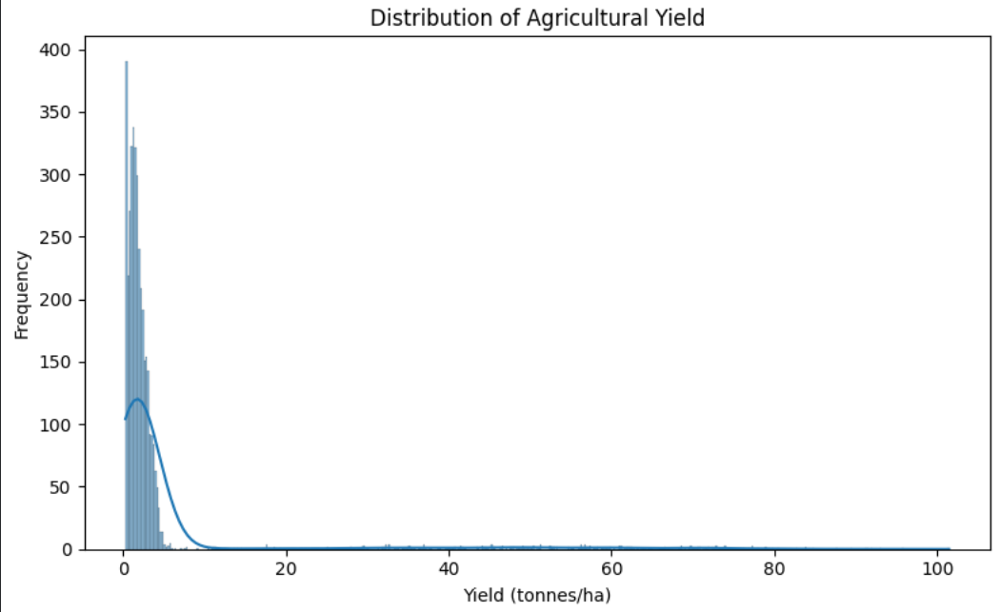 Distribution of Agricultural Yield
400
350
300
250
200
150
100
50
0
Frequency
0 20 40 60 80 100
Yield (tonnes/ha)